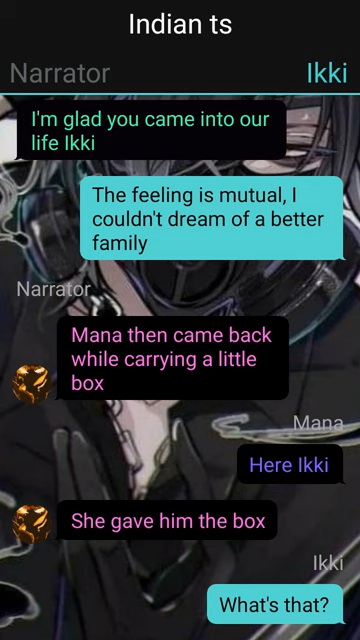 Indian ts
Narrator
Ikki
I'm glad you came into our
life Ikki
The feeling is mutual, I
couldn't dream of a better
family
Narrator
Mana then came back
while carrying a little
box
Mana
Here Ikki
She gave him the box
Ikki
What's that?